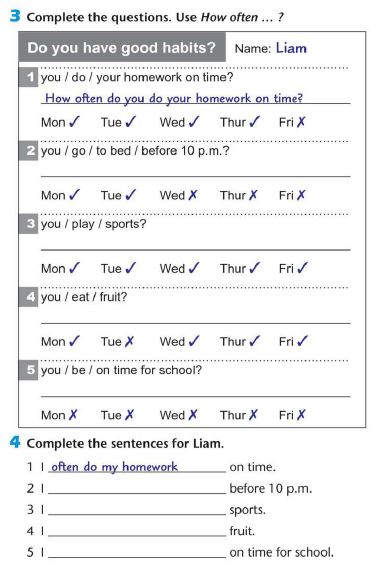 3 Complete the questions. Use How often ... ?
Do you have good habits? Name: Liam
1 you / do / your homework on time?
How often do you do your homework on time?
Mon ✓ Tue ✓ Wed ✓ Thur ✓ Fri ✗
2 you / go / to bed / before 10 p.m.?
Mon ✓ Tue ✓ Wed ✗ Thur ✗ Fri ✗
3 you / play / sports?
Mon ✓ Tue ✓ Wed ✓ Thur ✓ Fri ✓
4 you / eat / fruit?
Mon ✓ Tue ✗ Wed ✓ Thur ✓ Fri ✓
5 you / be / on time for school?
Mon ✗ Tue ✗ Wed ✗ Thur ✗ Fri ✗
4 Complete the sentences for Liam.
1 I often do my homework on time.
2 I ____________ before 10 p.m.
3 I ____________ sports.
4 I ____________ fruit.
5 I ____________ on time for school.